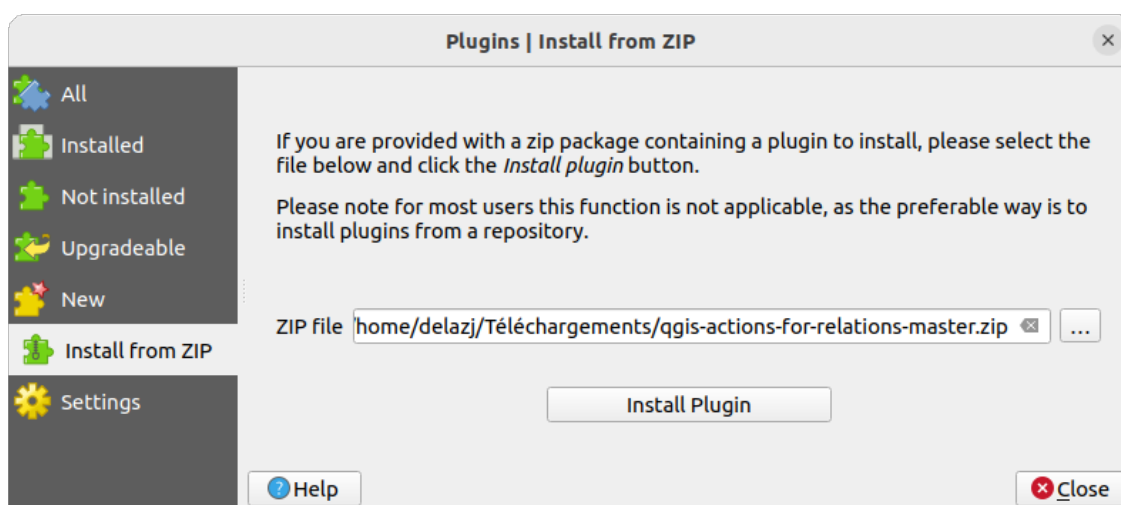 Plugins | Install from ZIP
All
Installed
Not installed
Upgradeable
New
Install from ZIP
Settings
If you are provided with a zip package containing a plugin to install, please select the
file below and click the Install plugin button.
Please note for most users this function is not applicable, as the preferable way is to
install plugins from a repository.
ZIP file /home/delazj/Téléchargements/qgis-actions-for-relations-master.zip ...
Install Plugin
Help
Close